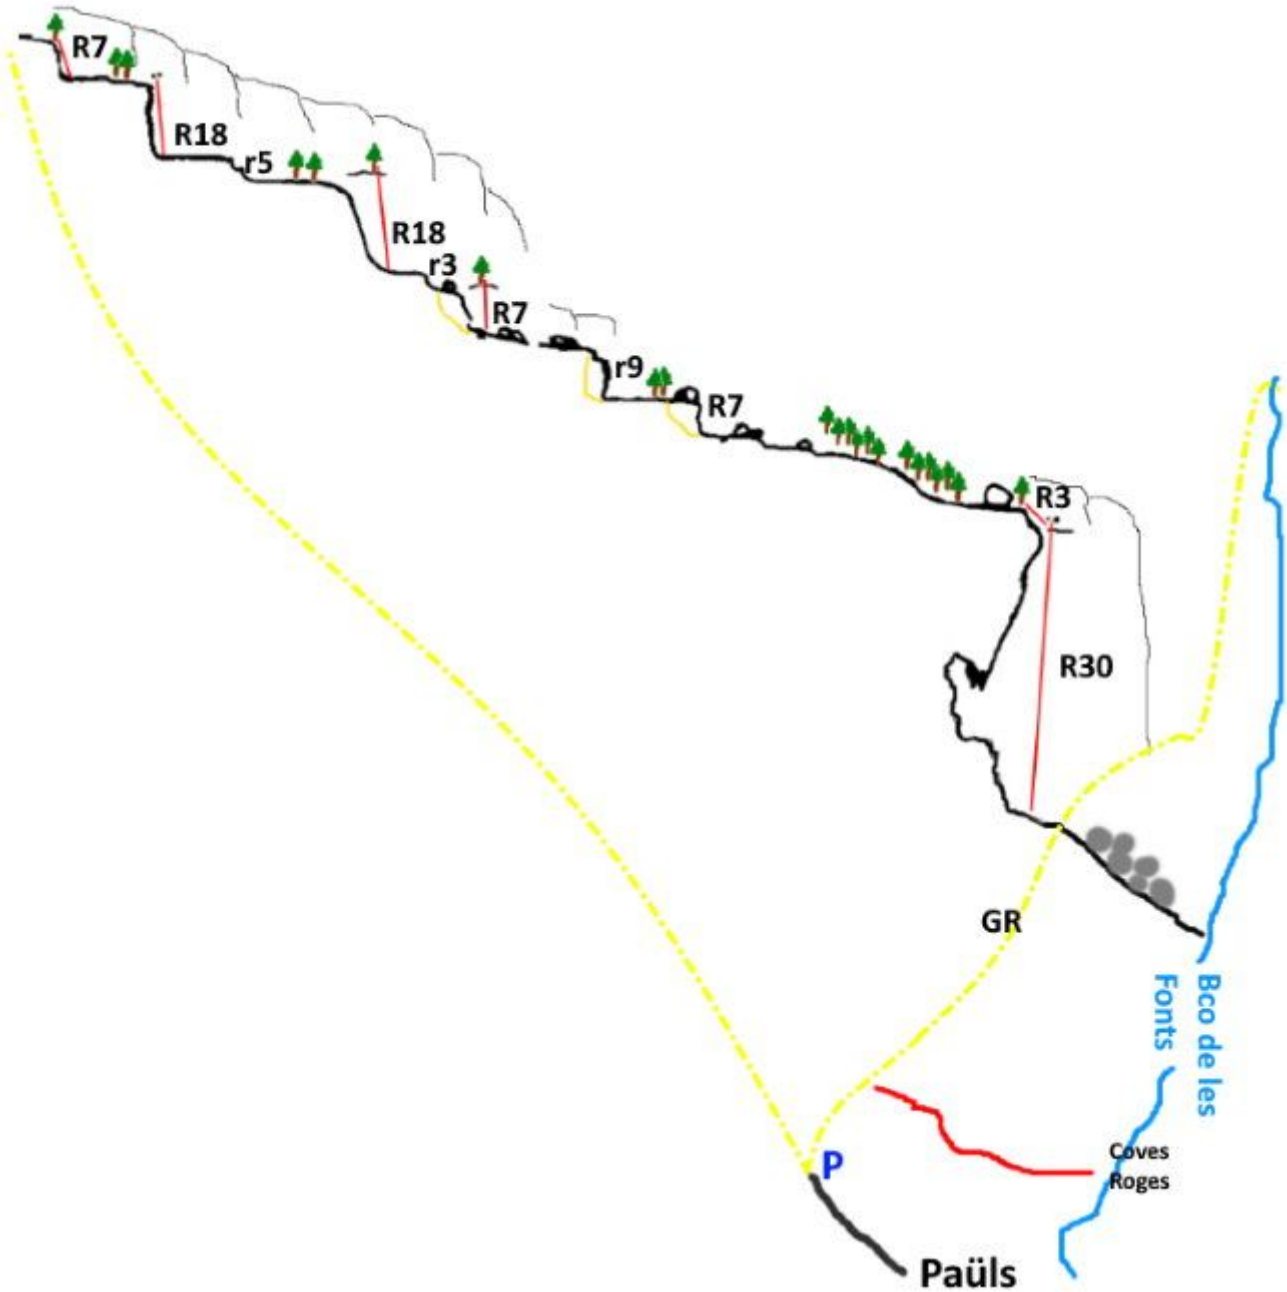 R7
R18
r5
R18
r3
R7
r9
R7
R3
R30
GR
Bco de les
Fonts
P
Coves
Roges
Paüls